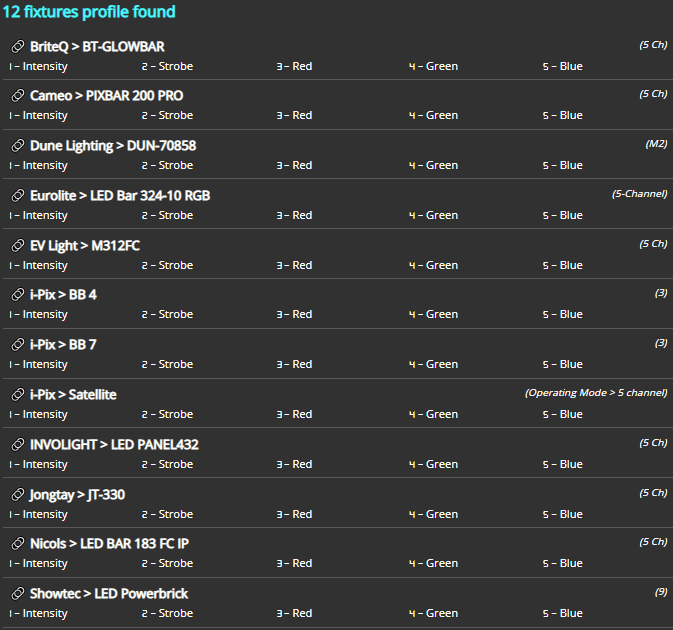 12 fixtures profile found
BriteQ > BT-GLOWBAR (5 Ch)
1 - Intensity 2 - Strobe 3 - Red 4 - Green 5 - Blue
Cameo > PIXBAR 200 PRO (5 Ch)
1 - Intensity 2 - Strobe 3 - Red 4 - Green 5 - Blue
Dune Lighting > DUN-70858 (M2)
1 - Intensity 2 - Strobe 3 - Red 4 - Green 5 - Blue
Eurolite > LED Bar 324-10 RGB (5-Channel)
1 - Intensity 2 - Strobe 3 - Red 4 - Green 5 - Blue
EV Light > M312FC (5 Ch)
1 - Intensity 2 - Strobe 3 - Red 4 - Green 5 - Blue
i-Pix > BB 4 (3)
1 - Intensity 2 - Strobe 3 - Red 4 - Green 5 - Blue
i-Pix > BB 7 (3)
1 - Intensity 2 - Strobe 3 - Red 4 - Green 5 - Blue
i-Pix > Satellite (Operating Mode > 5 channel)
1 - Intensity 2 - Strobe 3 - Red 4 - Green 5 - Blue
INVOLIGHT > LED PANEL432 (5 Ch)
1 - Intensity 2 - Strobe 3 - Red 4 - Green 5 - Blue
Jongtay > JT-330 (5 Ch)
1 - Intensity 2 - Strobe 3 - Red 4 - Green 5 - Blue
Nicols > LED BAR 183 FC IP (5 Ch)
1 - Intensity 2 - Strobe 3 - Red 4 - Green 5 - Blue
Showtec > LED Powerbrick (9)
1 - Intensity 2 - Strobe 3 - Red 4 - Green 5 - Blue